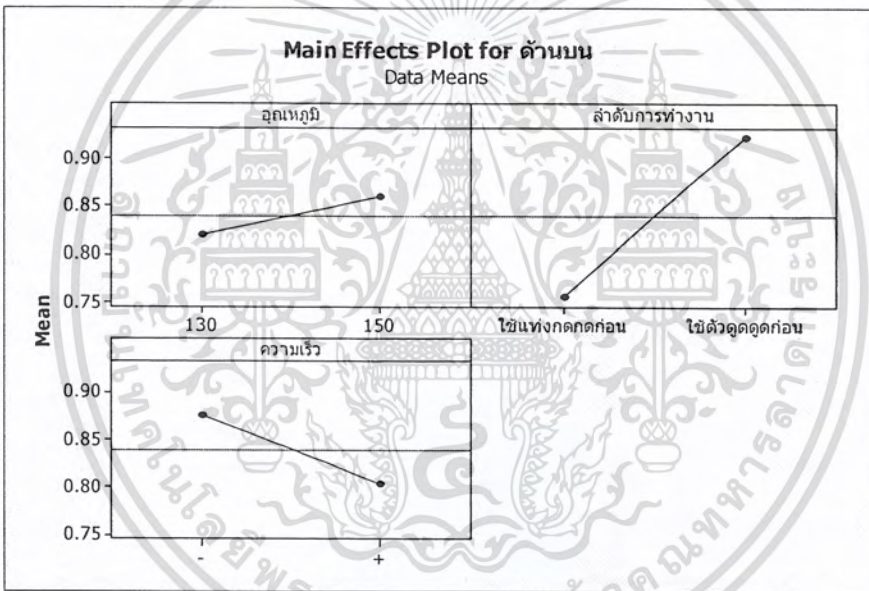 Main Effects Plot for ด้านบน
Data Means
อุณหภูมิ
ลำดับการทำงาน
Mean
0.90
0.85
0.80
0.75
130
150
ใช้แท่งกดกดก่อน
ใช้ตัวดูดดูดก่อน
ความเร็ว
0.90
0.85
0.80
0.75
-
+